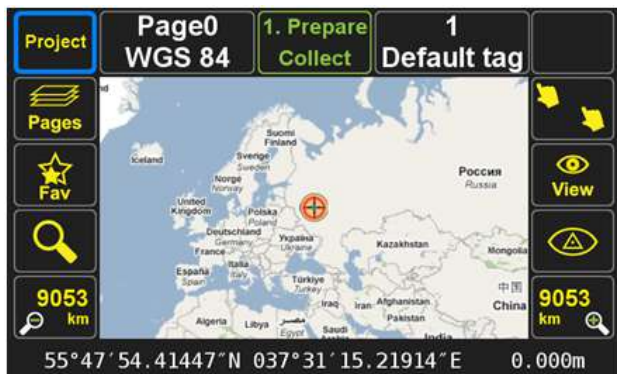 Project
Page0
WGS 84
1. Prepare
Collect
1
Default tag
Pages
Fav
View
9053
km
9053
km
Iceland
Suomi
Finland
Sverige
Sweden
Norge
Norway
Россия
Russia
United
Kingdom
Polska
Poland
Deutschland
Germany
Україна
Ukraine
Kazakhstan
Mongolia
France
Italia
Italy
España
Spain
Türkiye
Turkey
中国
China
Iraq
Iran
Afghanistan
Pakistan
Algeria
Libya
Egypt
Saudi
India
55°47′54.41447″N 037°31′15.21914″E 0.000m